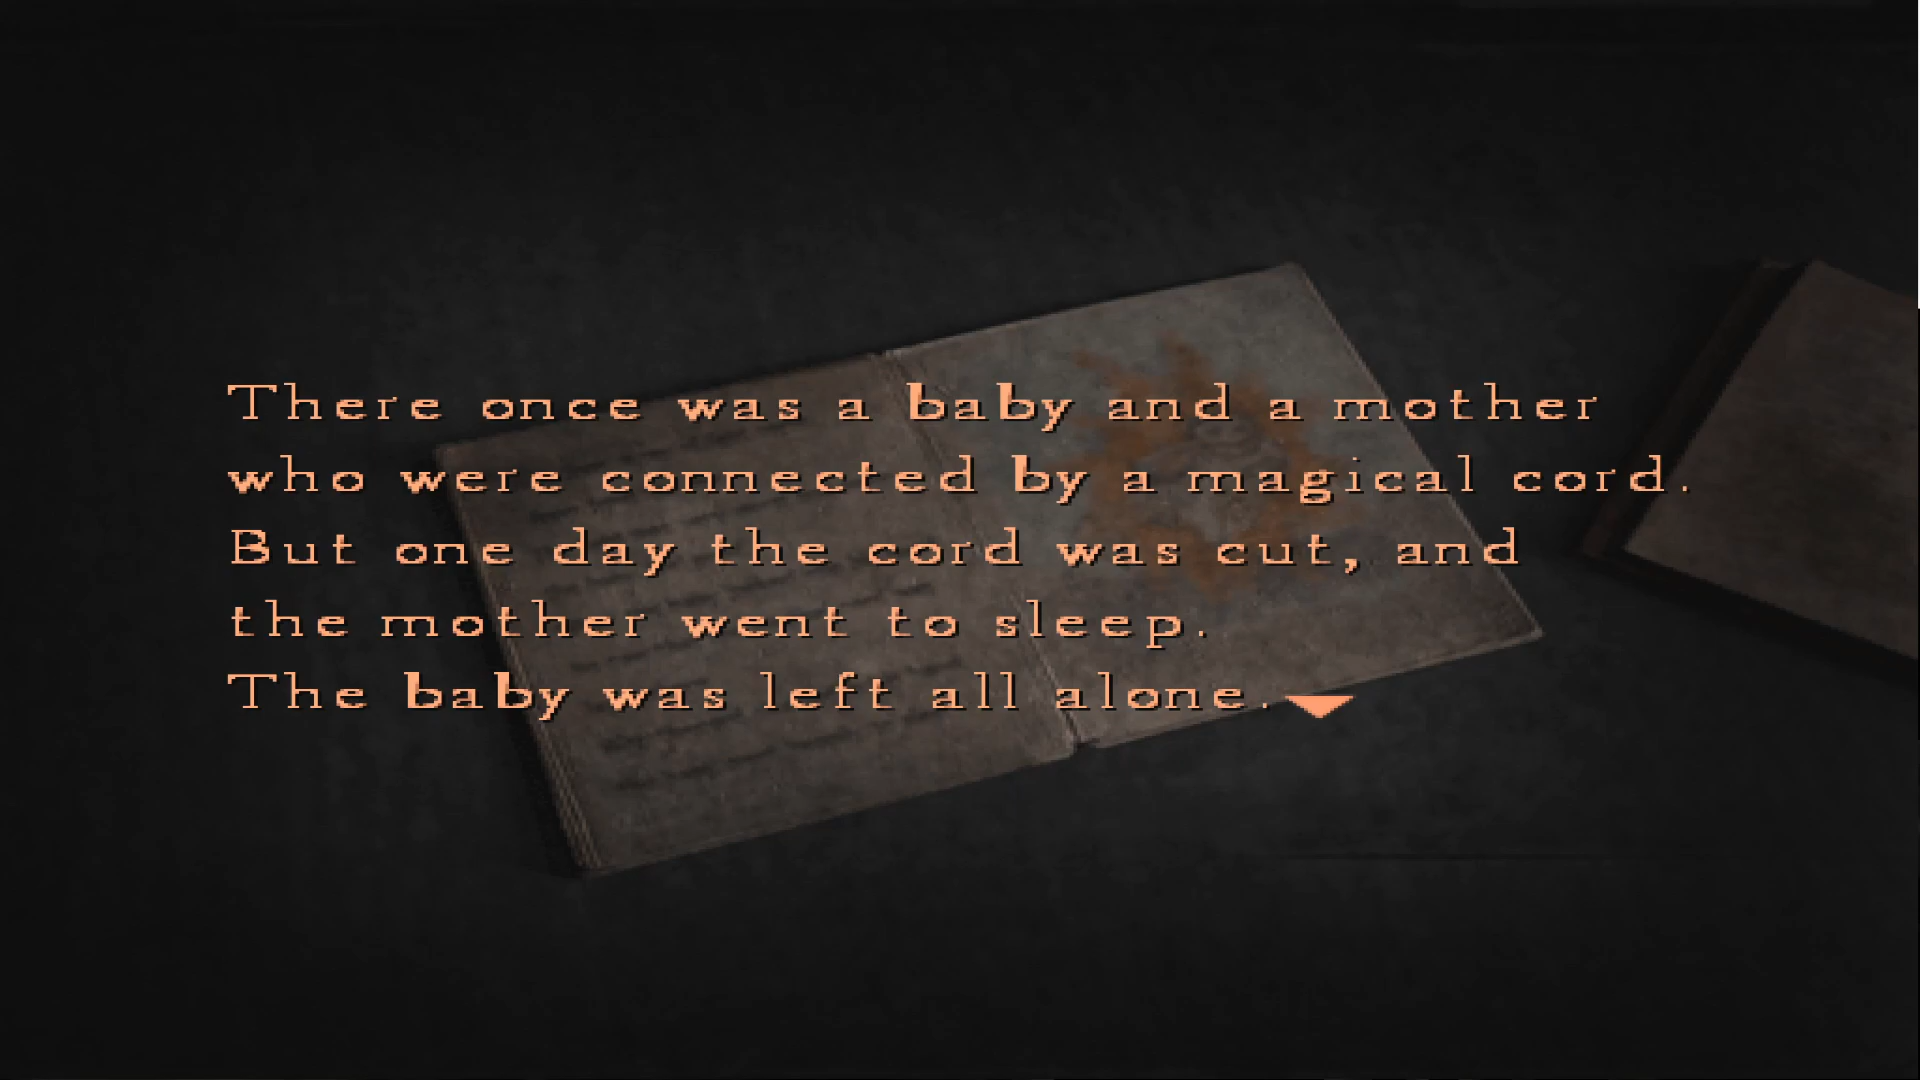 There once was a baby and a mother
who were connected by a magical cord.
But one day the cord was cut, and
the mother went to sleep.
The baby was left all alone.